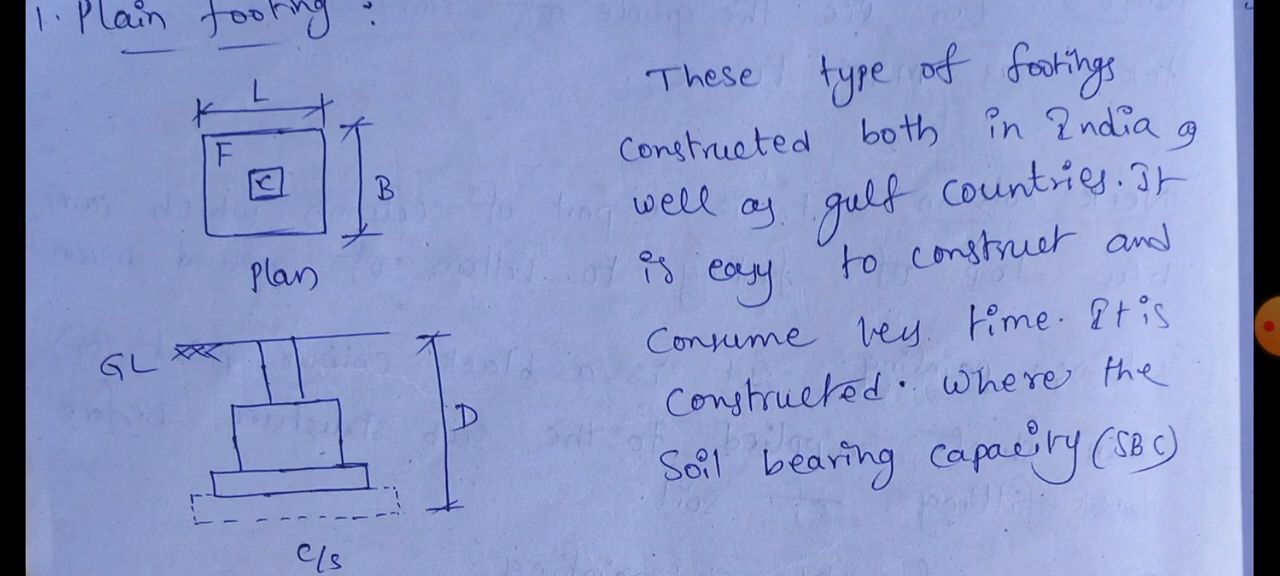 1. Plain footing :
L
F
C
B
Plan
GL
D
C/s
These type of footings
constructed both in India as
well as gulf countries. It
is easy to construct and
Consume less time. It is
Constructed. where the
Soil bearing capacity (SBC)